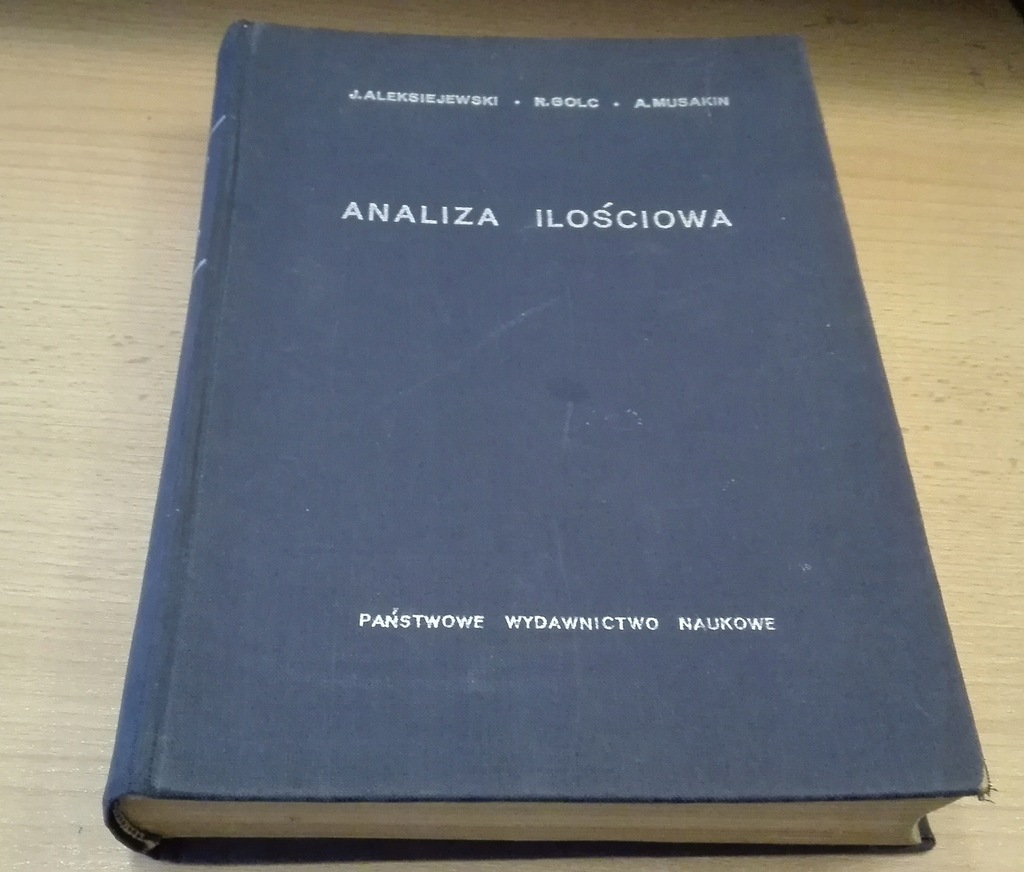 J. ALEKSIEJEWSKI • R. GOLC • A. MUSAKIN
ANALIZA ILOŚCIOWA
PAŃSTWOWE WYDAWNICTWO NAUKOWE